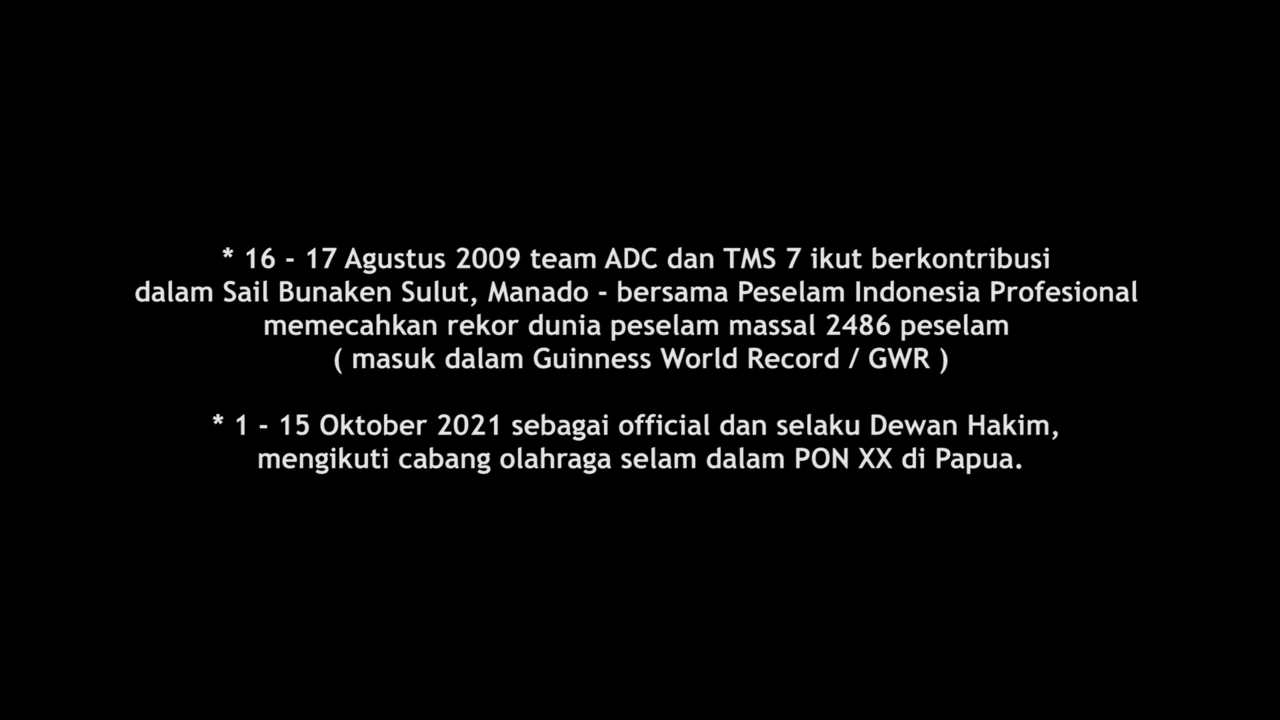 * 16 - 17 Agustus 2009 team ADC dan TMS 7 ikut berkontribusi
dalam Sail Bunaken Sulut, Manado - bersama Peselam Indonesia Profesional
memecahkan rekor dunia peselam massal 2486 peselam
( masuk dalam Guinness World Record / GWR )
* 1 - 15 Oktober 2021 sebagai official dan selaku Dewan Hakim,
mengikuti cabang olahraga selam dalam PON XX di Papua.